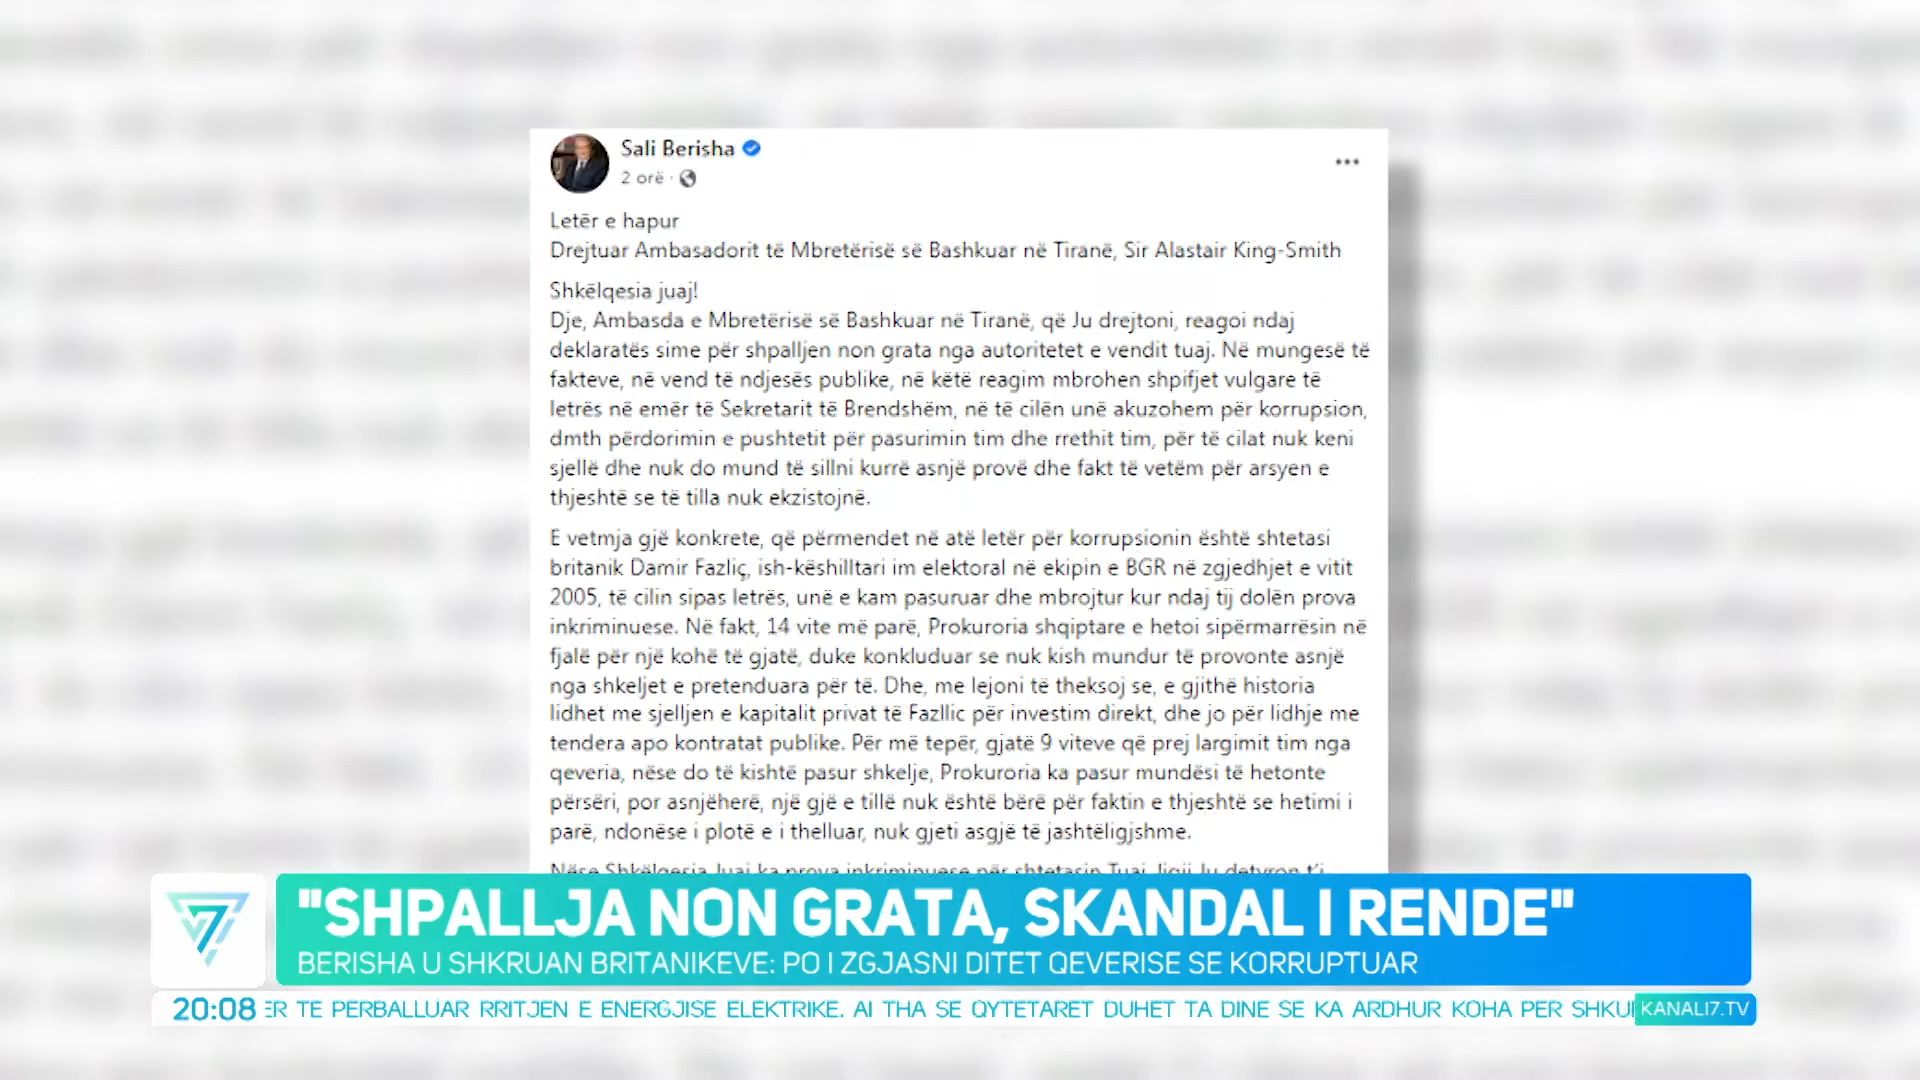 Sali Berisha
2 orë ·
Letër e hapur
Drejtuar Ambasadorit të Mbretërisë së Bashkuar në Tiranë, Sir Alastair King-Smith
Shkëlqesia juaj!
Dje, Ambasda e Mbretërisë së Bashkuar në Tiranë, që Ju drejtoni, reagoi ndaj
deklaratës sime për shpalljen non grata nga autoritetet e vendit tuaj. Në mungesë të
fakteve, në vend të ndjesës publike, në këtë reagim mbrohen shpifjet vulgare të
letrës në emër të Sekretarit të Brendshëm, në të cilën unë akuzohem për korrupsion,
dmth përdorimin e pushtetit për pasurimin tim dhe rrethit tim, për të cilat nuk keni
sjellë dhe nuk do mund të sillni kurrë asnjë provë dhe fakt të vetëm për arsyen e
thjeshtë se të tilla nuk ekzistojnë.
E vetmja gjë konkrete, që përmendet në atë letër për korrupsionin është shtetasi
britanik Damir Fazliç, ish-këshilltari im elektoral në ekipin e BGR në zgjedhjet e vitit
2005, të cilin sipas letrës, unë e kam pasuruar dhe mbrojtur kur ndaj tij dolën prova
inkriminuese. Në fakt, 14 vite më parë, Prokuroria shqiptare e hetoi sipërmarrësin në
fjalë për një kohë të gjatë, duke konkluduar se nuk kish mundur të provonte asnjë
nga shkeljet e pretenduara për të. Dhe, me lejoni të theksoj se, e gjithë historia
lidhet me sjelljen e kapitalit privat të Fazllic për investim direkt, dhe jo për lidhje me
tendera apo kontratat publike. Për më tepër, gjatë 9 viteve që prej largimit tim nga
qeveria, nëse do të kishtë pasur shkelje, Prokuroria ka pasur mundësi të hetonte
përsëri, por asnjëherë, një gjë e tillë nuk është bërë për faktin e thjeshtë se hetimi i
parë, ndonëse i plotë e i thelluar, nuk gjeti asgjë të jashtëligjshme.
Nëse Shkëlqesia Juaj ka prova inkriminuese për shtetasin Tuaj, ligji Ju detyron t'i
"SHPALLJA NON GRATA, SKANDAL I RENDE"
BERISHA U SHKRUAN BRITANIKEVE: PO I ZGJASNI DITET QEVERISE SE KORRUPTUAR
20:08 ER TE PERBALLUAR RRITJEN E ENERGJISE ELEKTRIKE. AI THA SE QYTETARET DUHET TA DINE SE KA ARDHUR KOHA PER SHKU KANALI7.TV